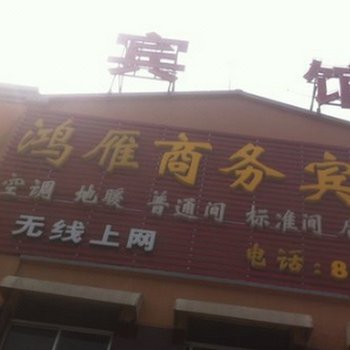 宾 馆
鸿雁商务宾
空调 地暖 普通间 标准间
无线上网
电话:8